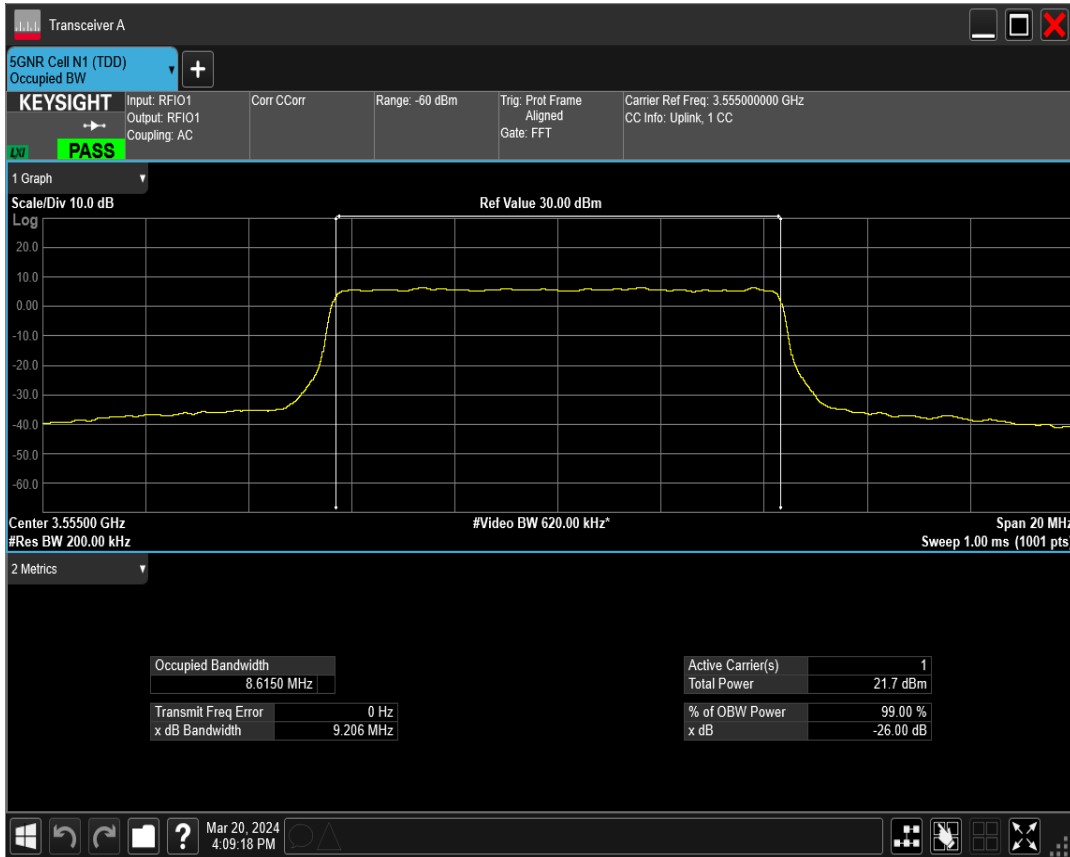 Transceiver A
5GNR Cell N1 (TDD)
Occupied BW
+
KEYSIGHT
LXI
PASS
Input: RFIO1
Output: RFIO1
Coupling: AC
Corr CCorr
Range: -60 dBm
Trig: Prot Frame
Aligned
Gate: FFT
Carrier Ref Freq: 3.555000000 GHz
CC Info: Uplink, 1 CC
1 Graph
Scale/Div 10.0 dB
Ref Value 30.00 dBm
Log
20.0
10.0
0.00
-10.0
-20.0
-30.0
-40.0
-50.0
-60.0
Center 3.55500 GHz
#Video BW 620.00 kHz*
Span 20 MHz
#Res BW 200.00 kHz
Sweep 1.00 ms (1001 pts)
2 Metrics
Occupied Bandwidth
8.6150 MHz
Transmit Freq Error 0 Hz
x dB Bandwidth 9.206 MHz
Active Carrier(s) 1
Total Power 21.7 dBm
% of OBW Power 99.00 %
x dB -26.00 dB
?
Mar 20, 2024
4:09:18 PM